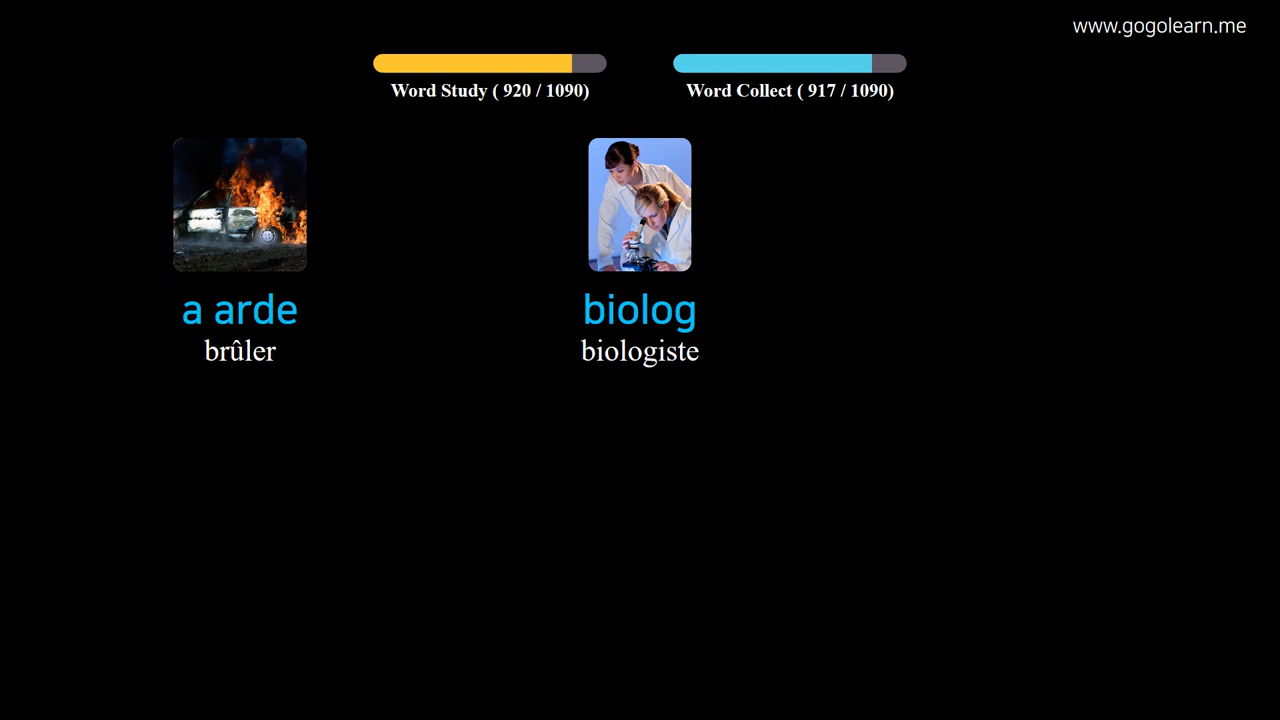 www.gogolearn.me
Word Study ( 920 / 1090)
Word Collect ( 917 / 1090)
a arde
brûler
biolog
biologiste